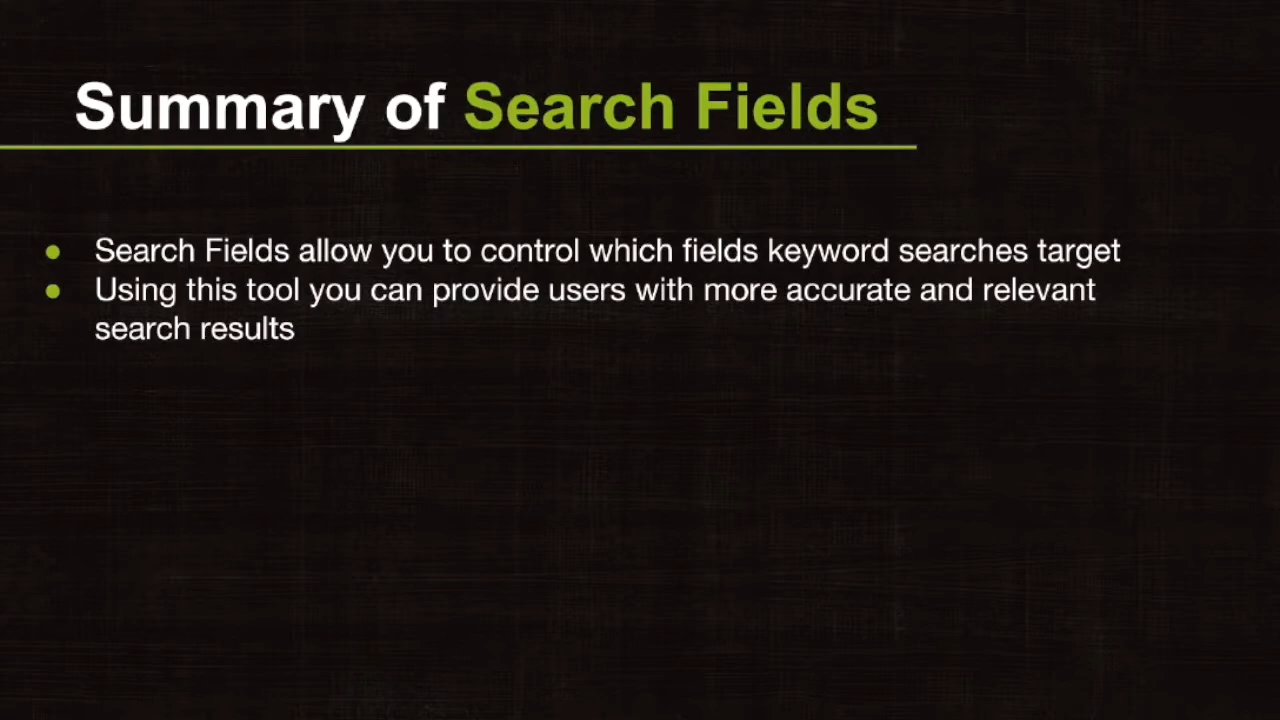 Summary of Search Fields
● Search Fields allow you to control which fields keyword searches target
● Using this tool you can provide users with more accurate and relevant
search results